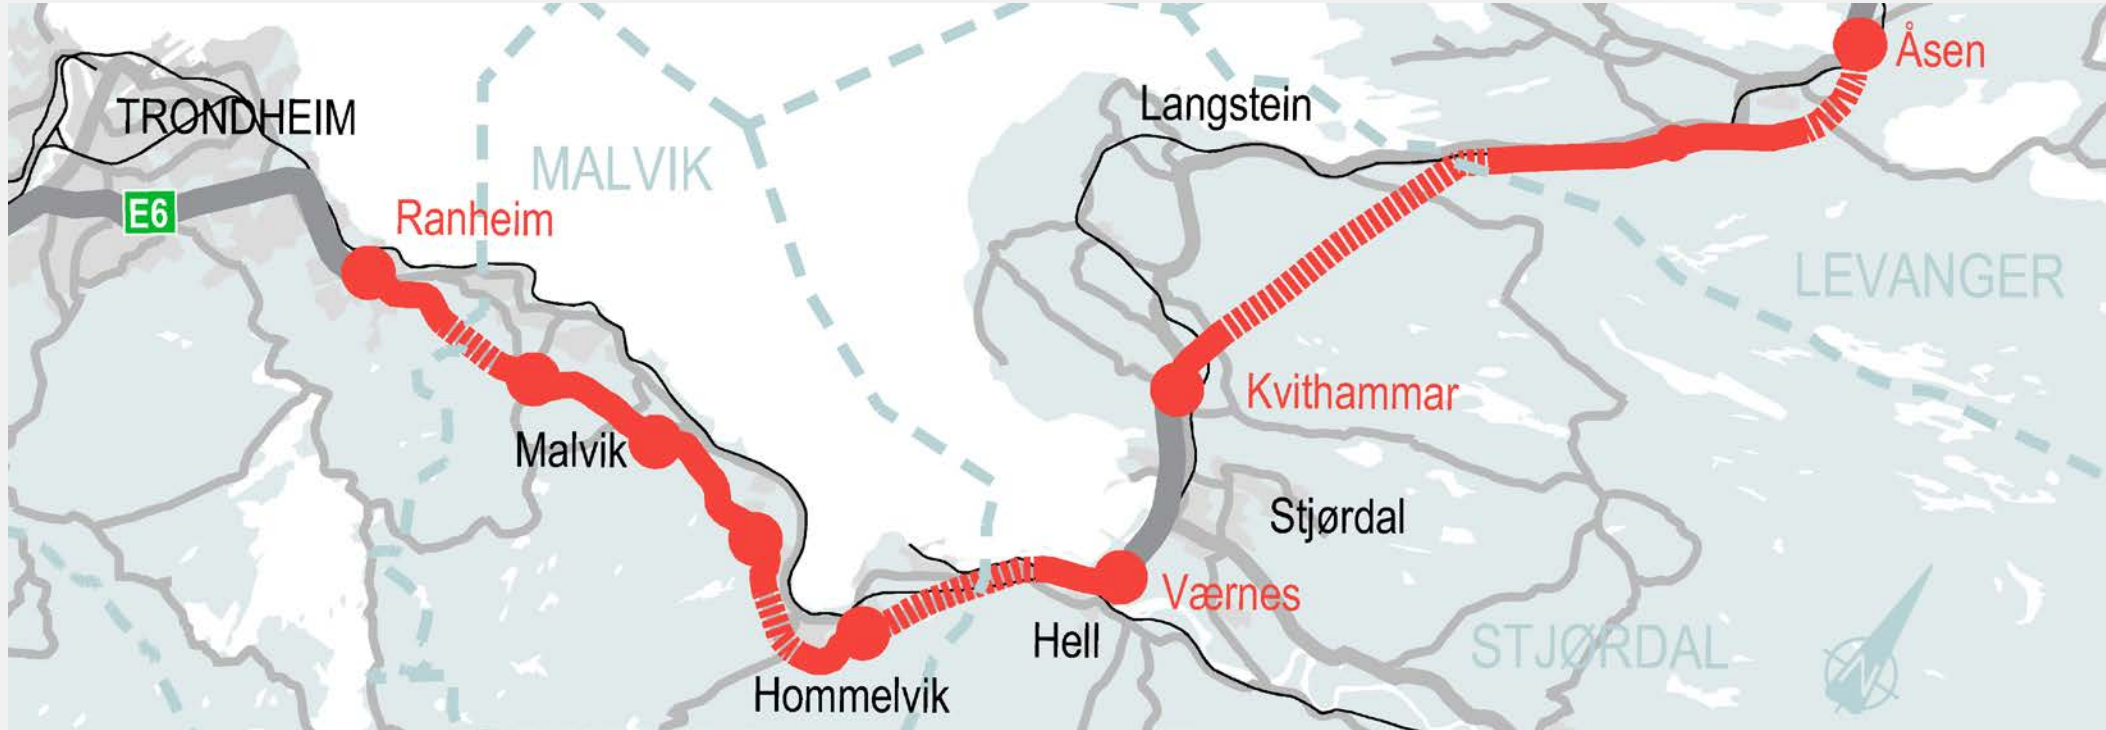 Åsen
Langstein
TRONDHEIM
MALVIK
E6
Ranheim
LEVANGER
Kvithammar
Malvik
Stjørdal
Værnes
Hell
STJØRDAL
Hommelvik
N